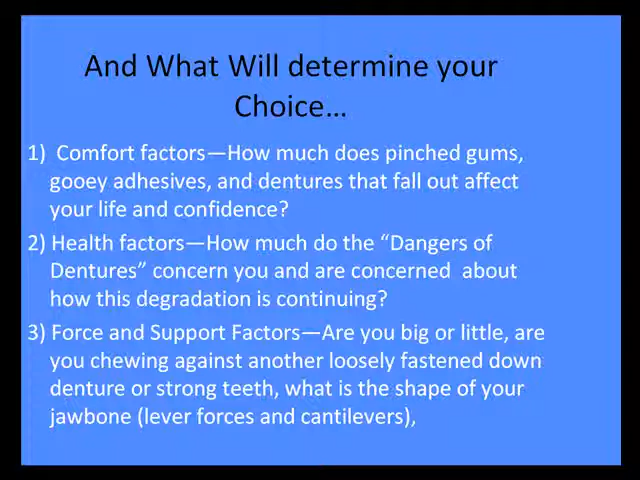 And What Will determine your
Choice…
1) Comfort factors—How much does pinched gums,
gooey adhesives, and dentures that fall out affect
your life and confidence?
2) Health factors—How much do the “Dangers of
Dentures” concern you and are concerned about
how this degradation is continuing?
3) Force and Support Factors—Are you big or little, are
you chewing against another loosely fastened down
denture or strong teeth, what is the shape of your
jawbone (lever forces and cantilevers),